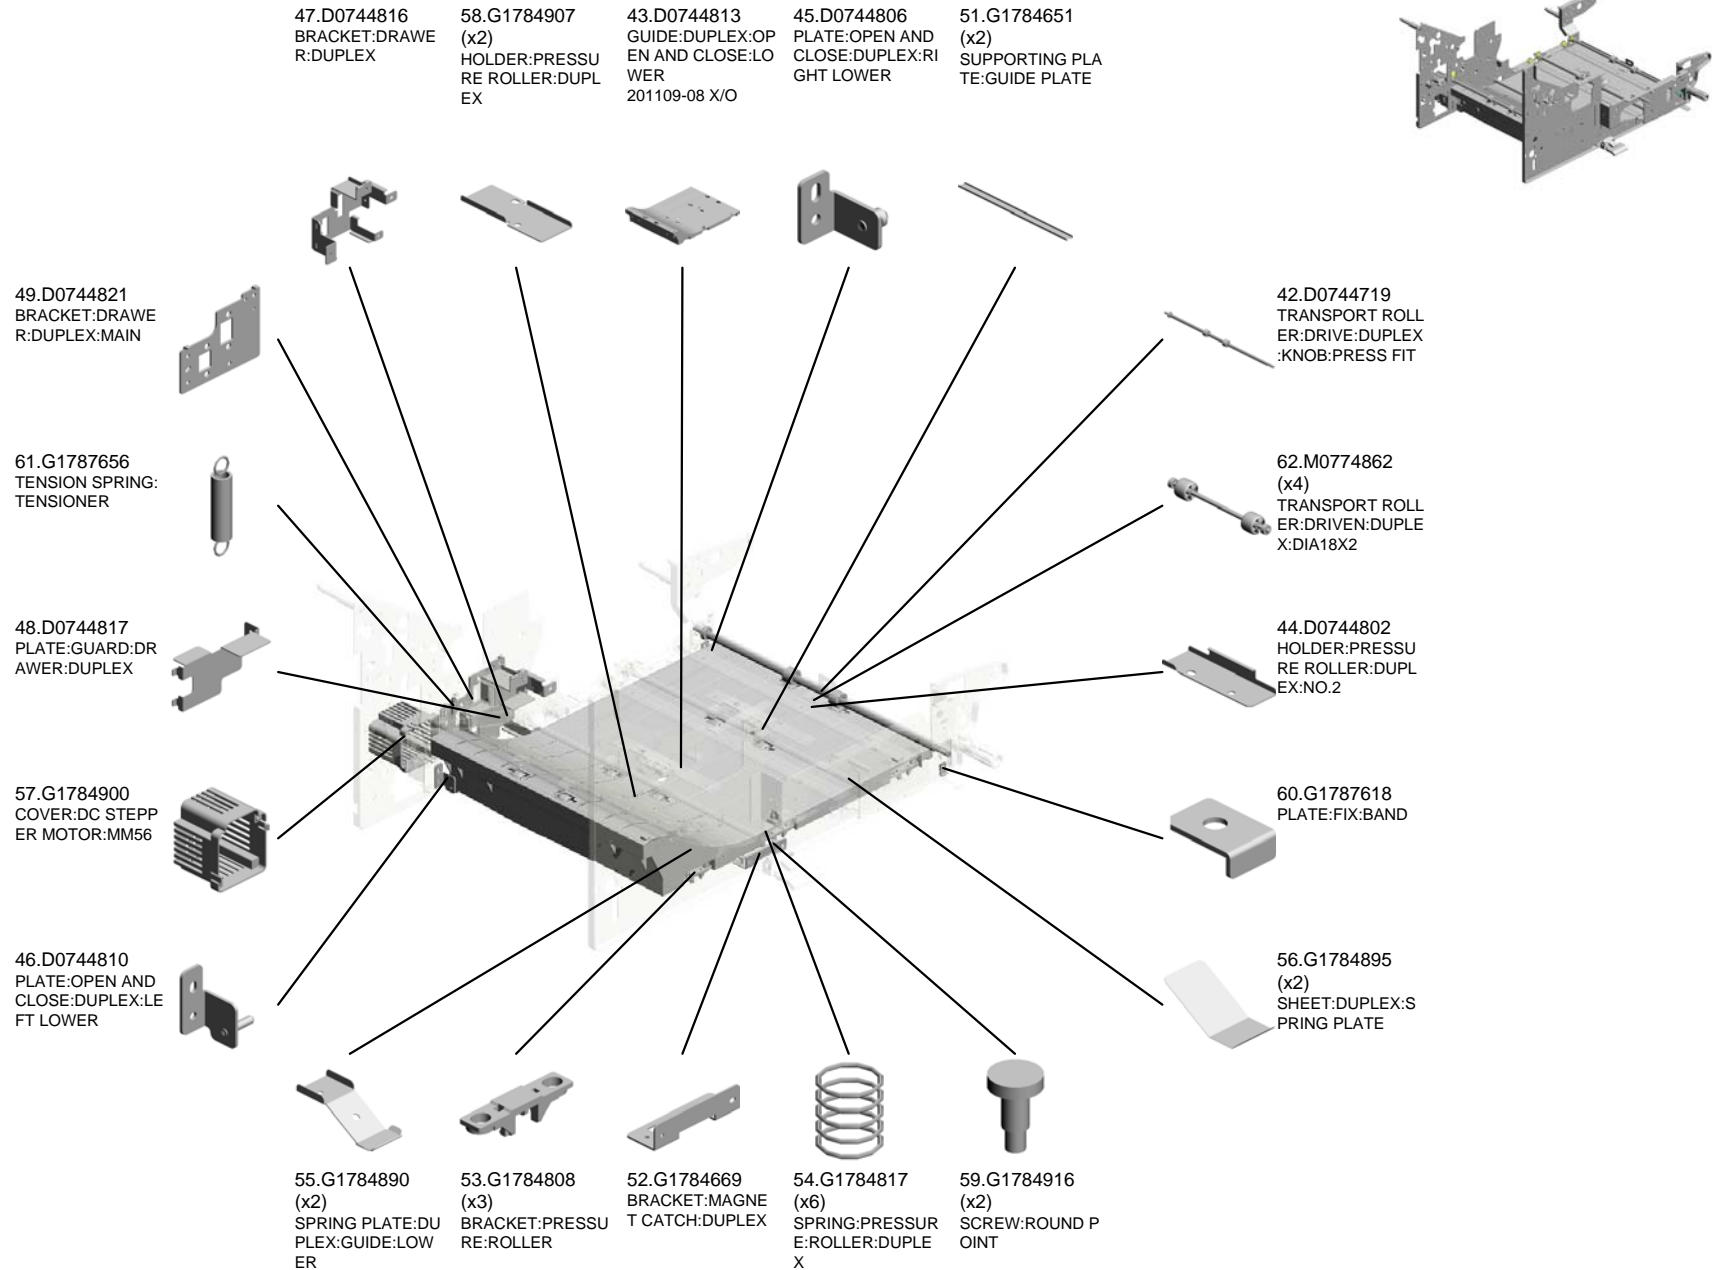 47.D0744816
BRACKET:DRAWE
R:DUPLEX
58.G1784907
(x2)
HOLDER:PRESSU
RE ROLLER:DUPL
EX
43.D0744813
GUIDE:DUPLEX:OP
EN AND CLOSE:LO
WER
201109-08 X/O
45.D0744806
PLATE:OPEN AND
CLOSE:DUPLEX:RI
GHT LOWER
51.G1784651
(x2)
SUPPORTING PLA
TE:GUIDE PLATE
49.D0744821
BRACKET:DRAWE
R:DUPLEX:MAIN
42.D0744719
TRANSPORT ROLL
ER:DRIVE:DUPLEX
:KNOB:PRESS FIT
61.G1787656
TENSION SPRING:
TENSIONER
62.M0774862
(x4)
TRANSPORT ROLL
ER:DRIVEN:DUPLE
X:DIA18X2
48.D0744817
PLATE:GUARD:DR
AWER:DUPLEX
44.D0744802
HOLDER:PRESSU
RE ROLLER:DUPL
EX:NO.2
57.G1784900
COVER:DC STEPP
ER MOTOR:MM56
60.G1787618
PLATE:FIX:BAND
46.D0744810
PLATE:OPEN AND
CLOSE:DUPLEX:LE
FT LOWER
56.G1784895
(x2)
SHEET:DUPLEX:S
PRING PLATE
55.G1784890
(x2)
SPRING PLATE:DU
PLEX:GUIDE:LOW
ER
53.G1784808
(x3)
BRACKET:PRESSU
RE:ROLLER
52.G1784669
BRACKET:MAGNE
T CATCH:DUPLEX
54.G1784817
(x6)
SPRING:PRESSUR
E:ROLLER:DUPLE
X
59.G1784916
(x2)
SCREW:ROUND P
OINT